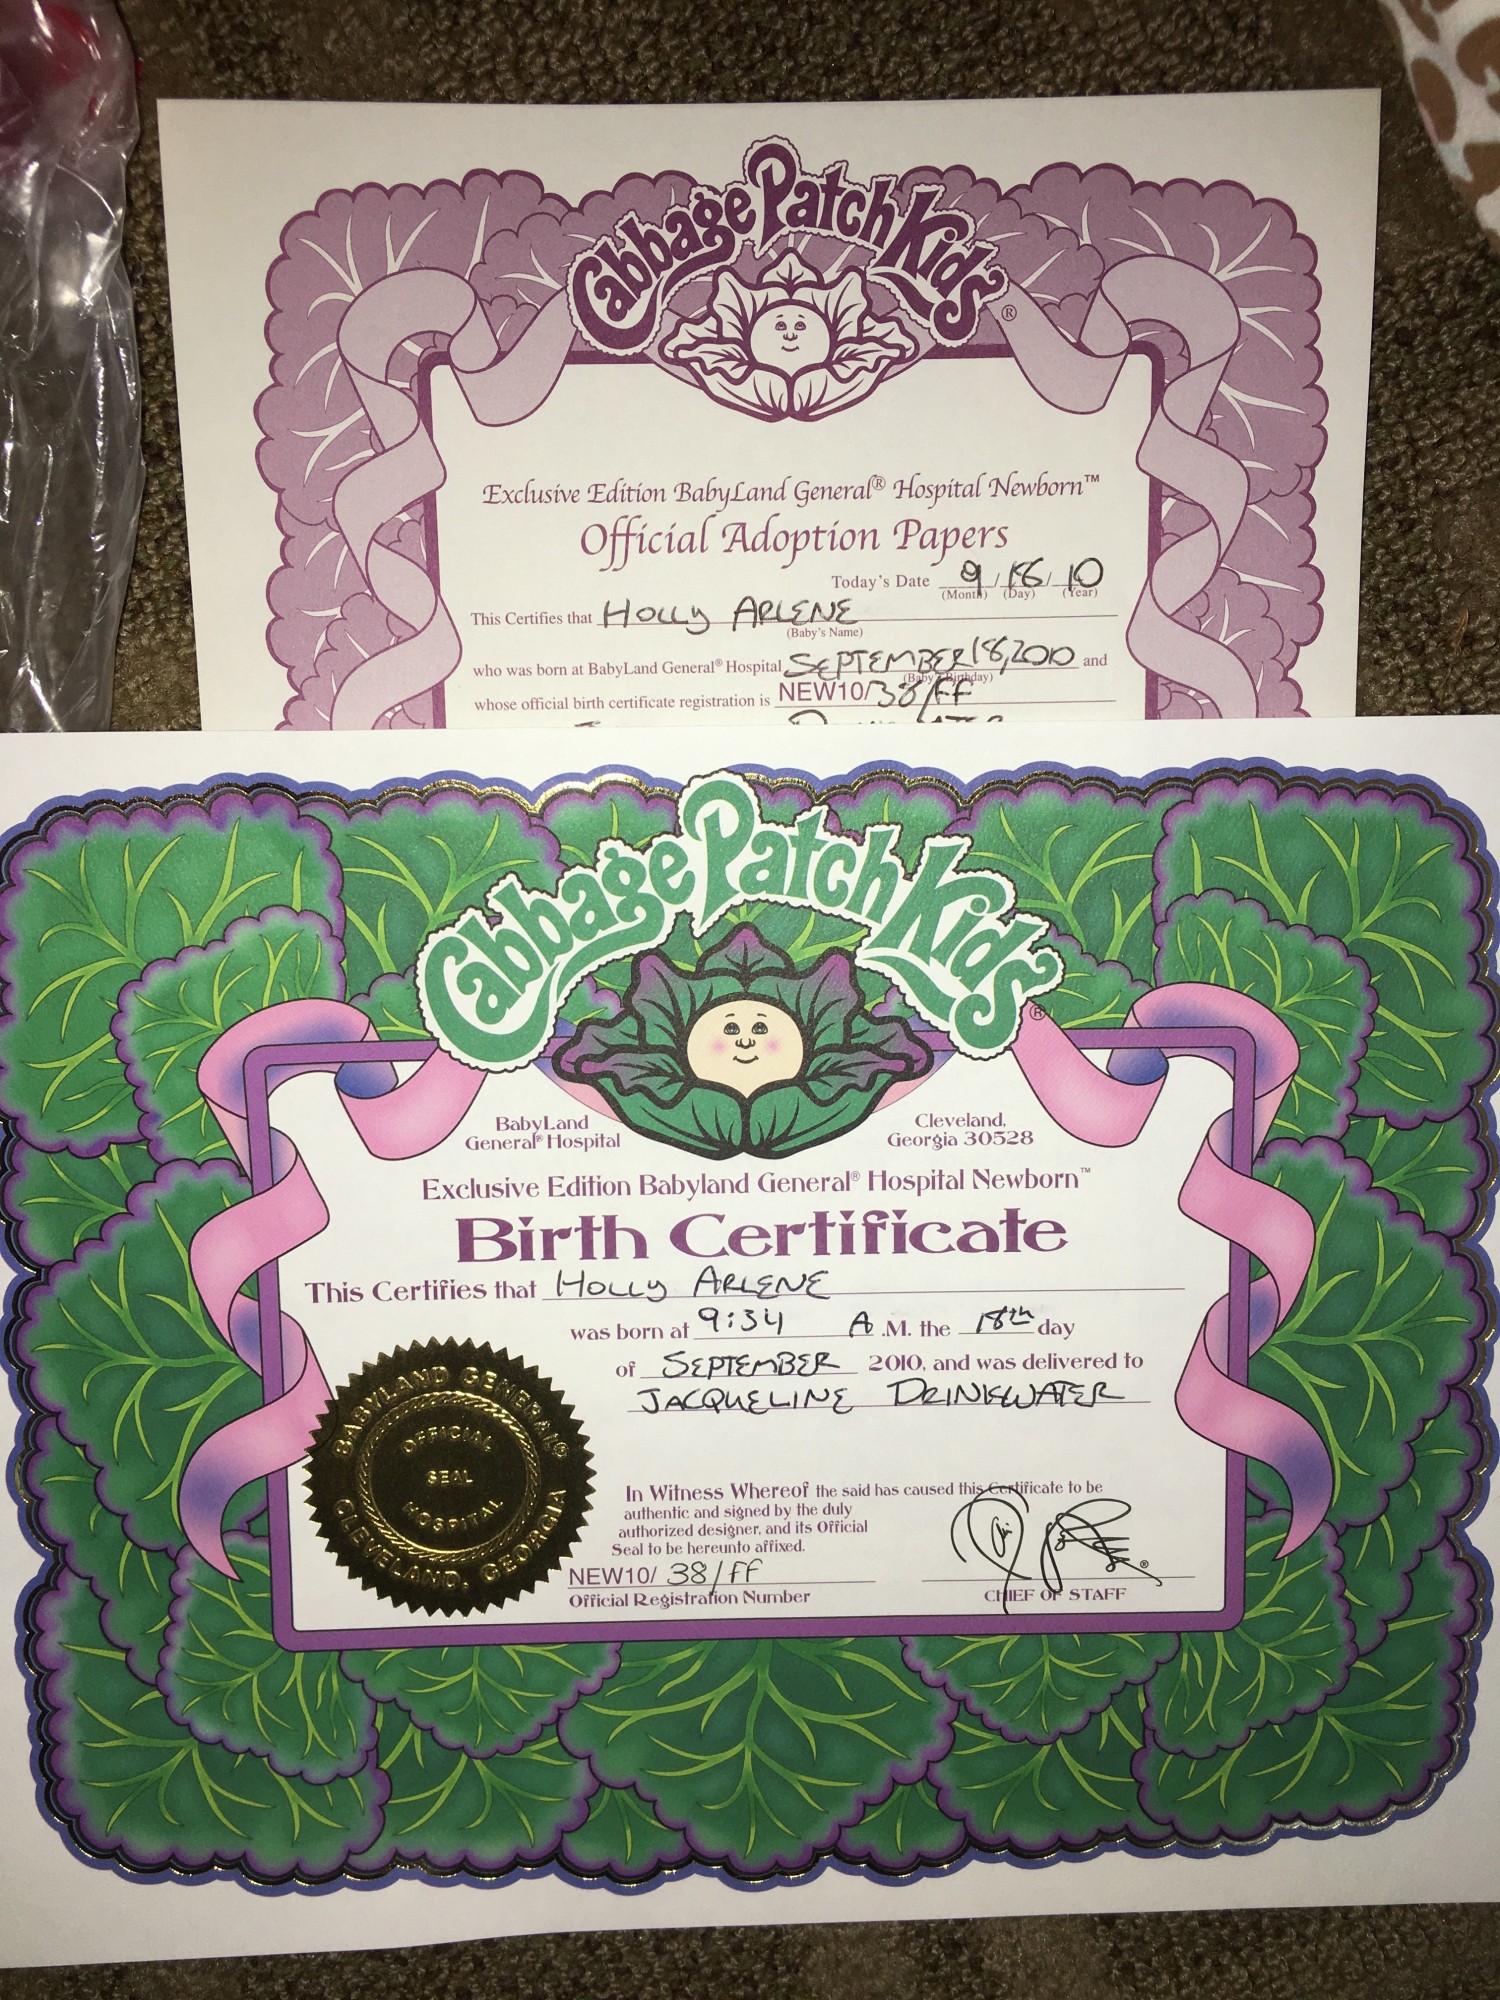 Cabbage Patch Kids®
Exclusive Edition BabyLand General® Hospital Newborn™
Official Adoption Papers
Today's Date 9/18/10
(Month) (Day) (Year)
This Certifies that HOLLY ARLENE
(Baby's Name)
who was born at BabyLand General® Hospital SEPTEMBER 18, 2010 and
(Baby's Birthday)
whose official birth certificate registration is NEW10/38/FF
Cabbage Patch Kids®
BabyLand
General® Hospital
Cleveland,
Georgia 30528
Exclusive Edition Babyland General® Hospital Newborn™
Birth Certificate
This Certifies that HOLLY ARLENE
was born at 9:34 A.M. the 18th day
of SEPTEMBER 2010, and was delivered to
JACQUELINE DRINKWATER
In Witness Whereof the said has caused this Certificate to be
authentic and signed by the duly
authorized designer, and its Official
Seal to be hereunto affixed.
NEW10/ 38/FF
Official Registration Number
CHIEF OF STAFF
BABYLAND GENERAL®
OFFICIAL
SEAL
HOSPITAL
CLEVELAND, GEORGIA